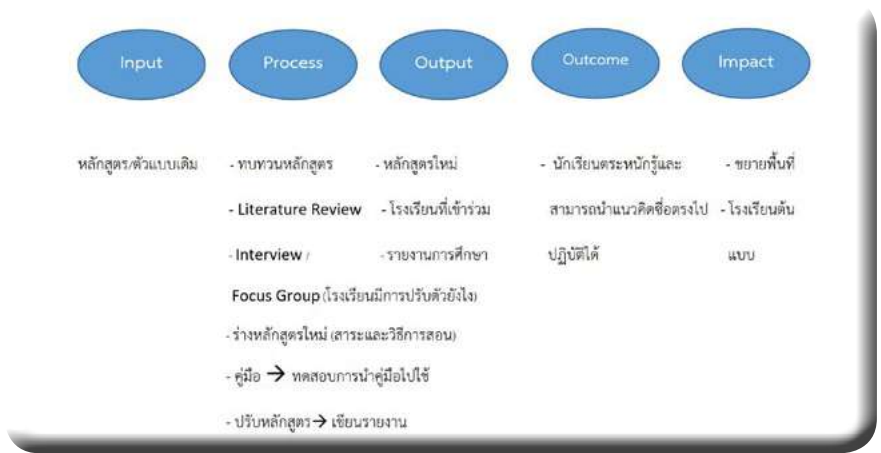 Input Process Output Outcome Impact
หลักสูตร/ตัวแบบเดิม - ทบทวนหลักสูตร - หลักสูตรใหม่ - นักเรียนตระหนักรู้และ - ขยายพื้นที่
- Literature Review - โรงเรียนที่เข้าร่วม สามารถนำแนวคิดซื่อตรงไป - โรงเรียนต้น
- Interview / - รายงานการศึกษา ปฏิบัติได้ แบบ
Focus Group (โรงเรียนมีการปรับตัวยังไง)
- ร่างหลักสูตรใหม่ (สาระและวิธีการสอน)
- คู่มือ → ทดสอบการนำคู่มือไปใช้
- ปรับหลักสูตร → เขียนรายงาน